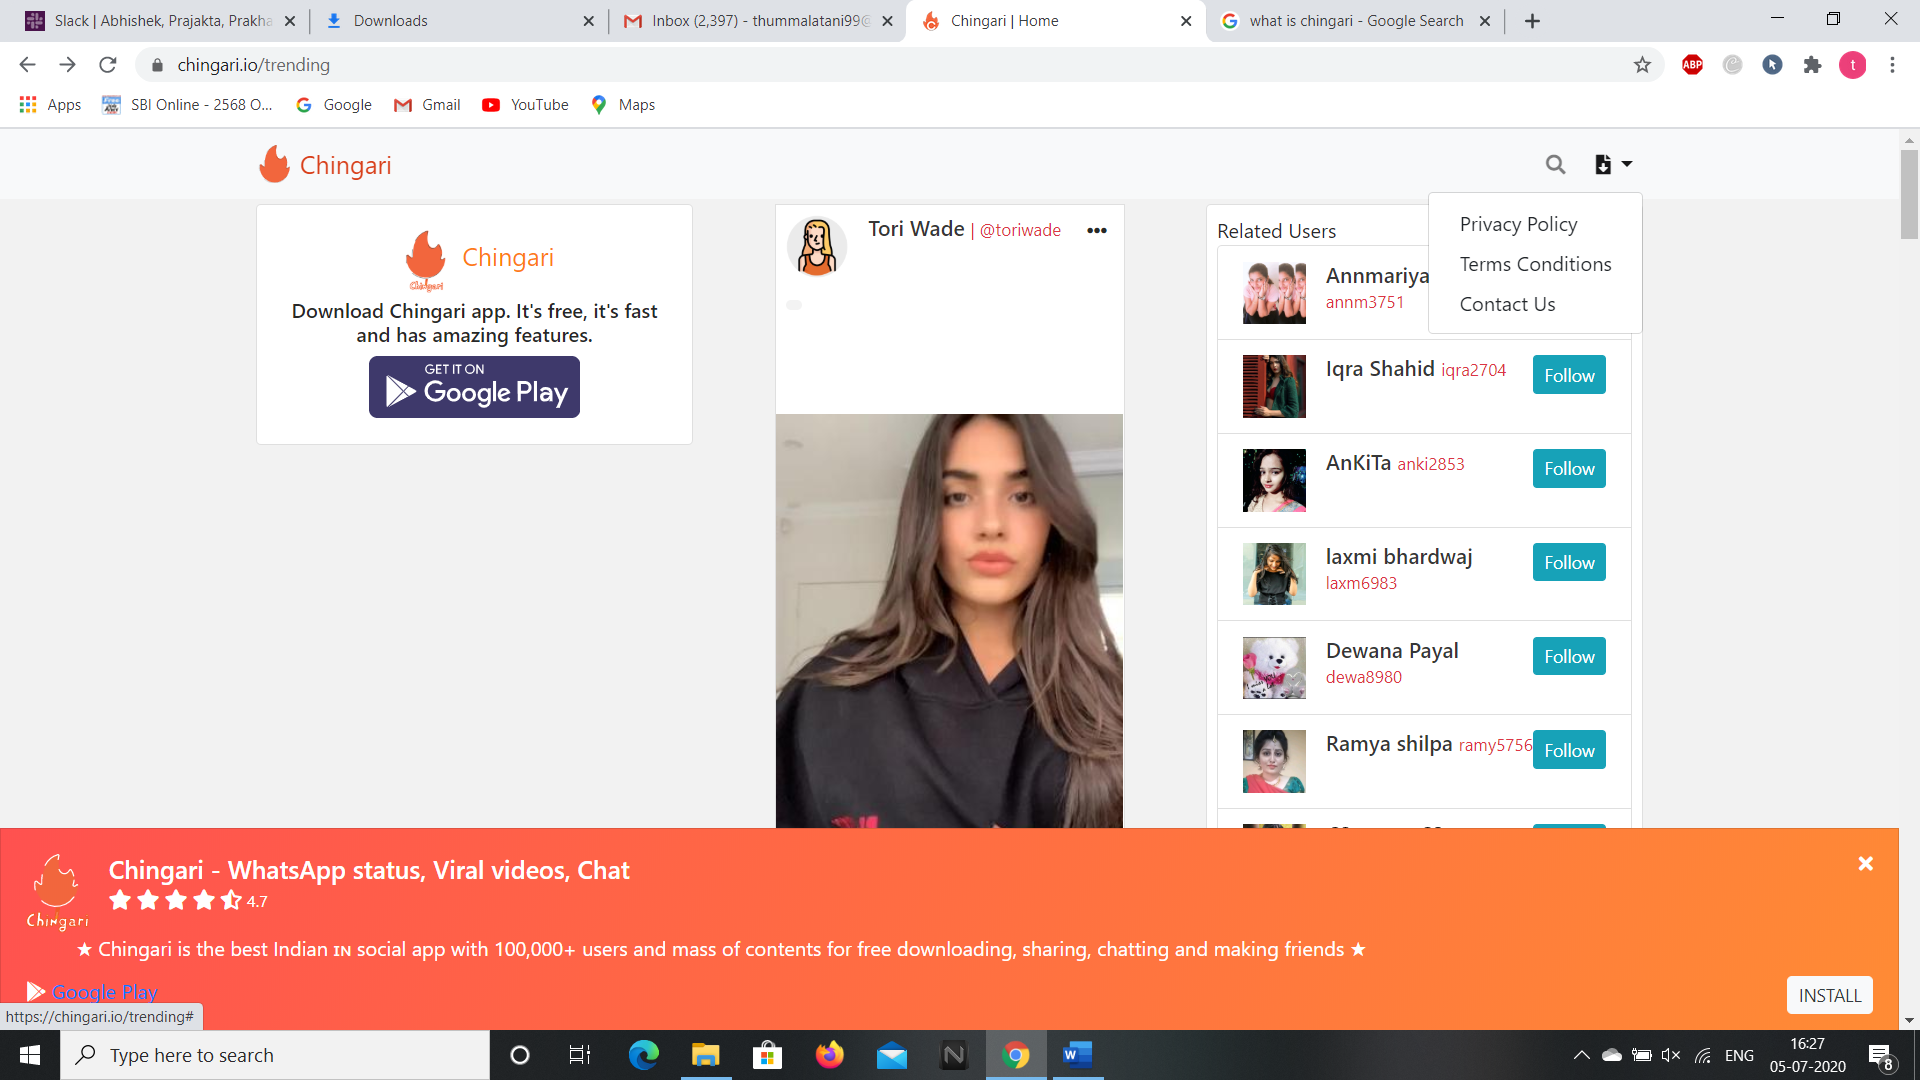 Slack | Abhishek, Prajakta, Prakha
Downloads
Inbox (2,397) - thummalatani99@
Chingari | Home
what is chingari - Google Search
chingari.io/trending
ABP
t
Apps
SBI Online - 2568 O...
Google
Gmail
YouTube
Maps
Chingari
Privacy Policy
Terms Conditions
Contact Us
Chingari
Chingari
Download Chingari app. It's free, it's fast
and has amazing features.
GET IT ON
Google Play
Tori Wade | @toriwade
Related Users
Annmariya
annm3751
Iqra Shahid iqra2704
Follow
AnKiTa anki2853
Follow
laxmi bhardwaj
laxm6983
Follow
Dewana Payal
dewa8980
Follow
Ramya shilpa ramy5756
Follow
Chingari
Chingari - WhatsApp status, Viral videos, Chat
4.7
★ Chingari is the best Indian ɪɴ social app with 100,000+ users and mass of contents for free downloading, sharing, chatting and making friends ★
Google Play
INSTALL
https://chingari.io/trending#
Type here to search
ENG
16:27
05-07-2020
8